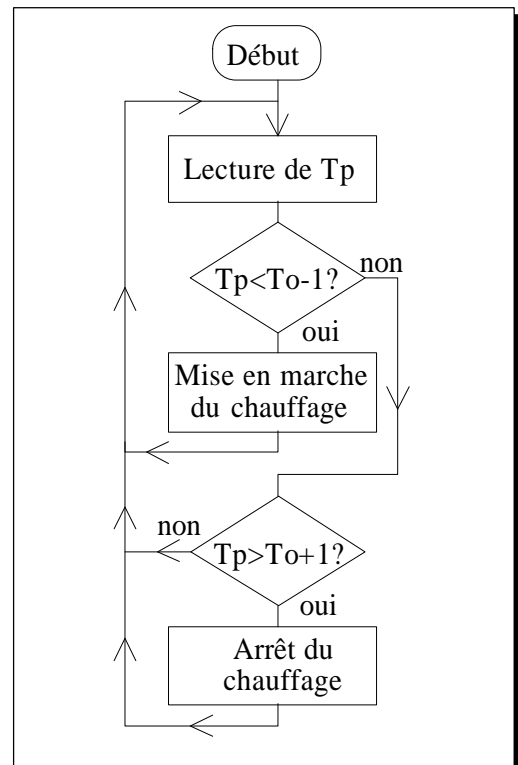 Début
Lecture de Tp
Tp<To-1?
non
oui
Mise en marche
du chauffage
non
Tp>To+1?
oui
Arrêt du
chauffage